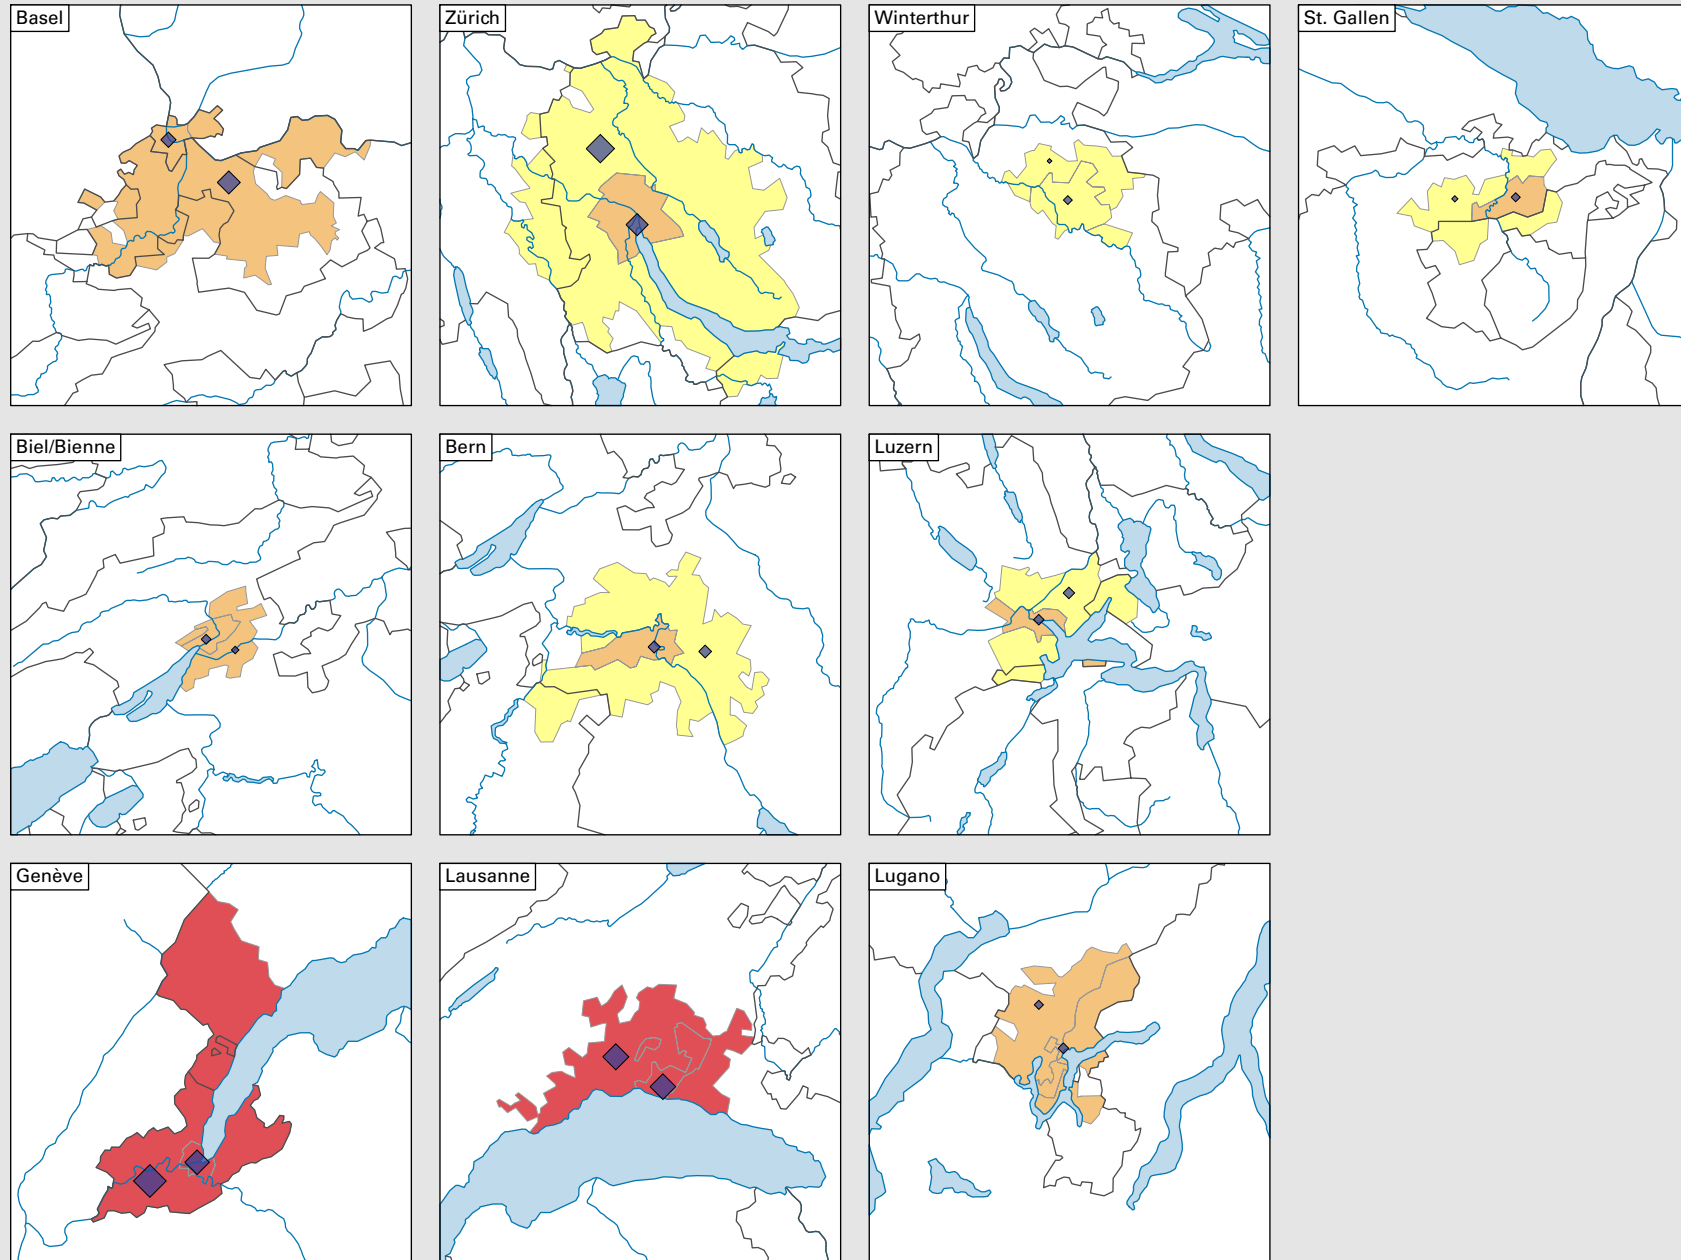 Basel
Zürich
Winterthur
St. Gallen
Biel/Bienne
Bern
Luzern
Genève
Lausanne
Lugano